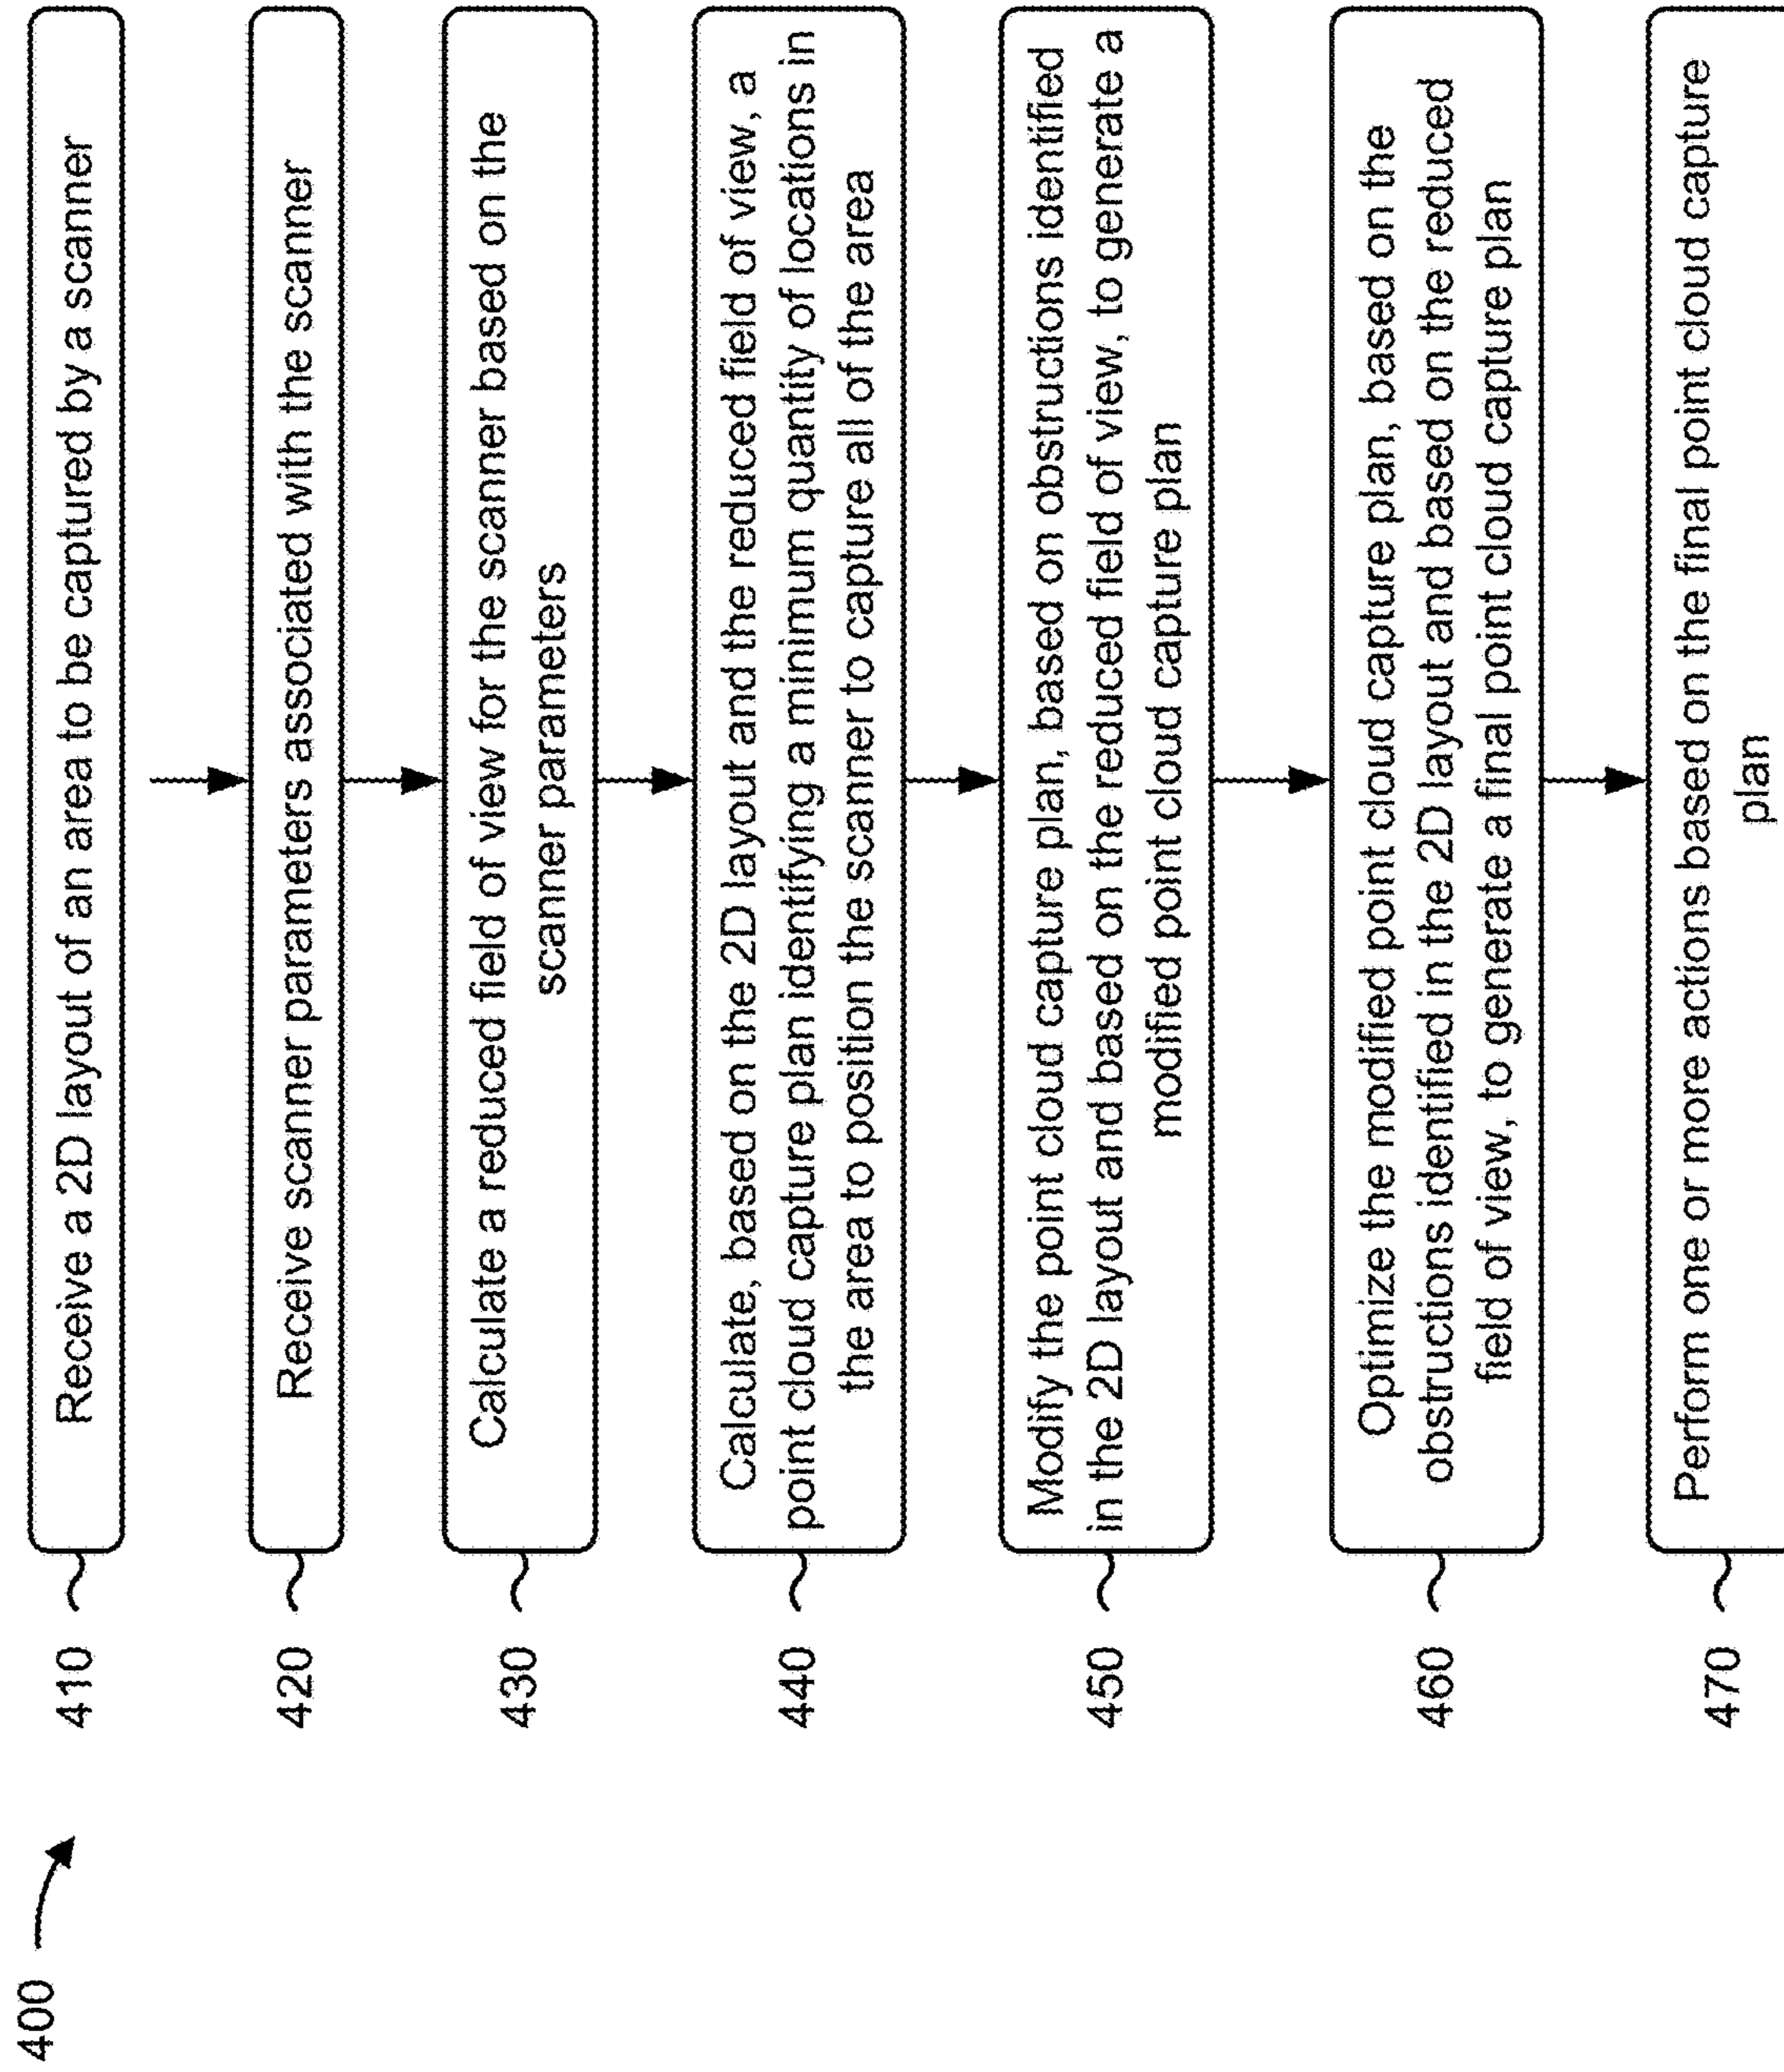 400
410
Receive a 2D layout of an area to be captured by a scanner
420
Receive scanner parameters associated with the scanner
430
Calculate a reduced field of view for the scanner based on the
scanner parameters
440
Calculate, based on the 2D layout and the reduced field of view, a
point cloud capture plan identifying a minimum quantity of locations in
the area to position the scanner to capture all of the area
450
Modify the point cloud capture plan, based on obstructions identified
in the 2D layout and based on the reduced field of view, to generate a
modified point cloud capture plan
460
Optimize the modified point cloud capture plan, based on the
obstructions identified in the 2D layout and based on the reduced
field of view, to generate a final point cloud capture plan
470
Perform one or more actions based on the final point cloud capture
plan